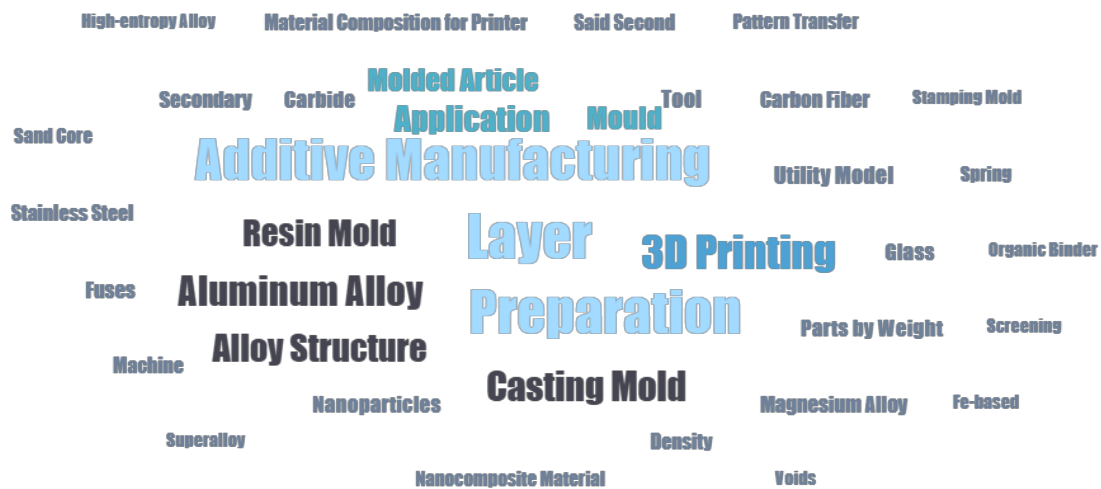 High-entropy Alloy
Material Composition for Printer
Said Second
Pattern Transfer
Molded Article
Secondary
Carbide
Tool
Carbon Fiber
Stamping Mold
Application
Mould
Sand Core
Additive Manufacturing
Utility Model
Spring
Stainless Steel
Resin Mold
Layer
3D Printing
Glass
Organic Binder
Fuses
Aluminum Alloy
Preparation
Parts by Weight
Screening
Alloy Structure
Machine
Casting Mold
Nanoparticles
Magnesium Alloy
Fe-based
Superalloy
Density
Nanocomposite Material
Voids